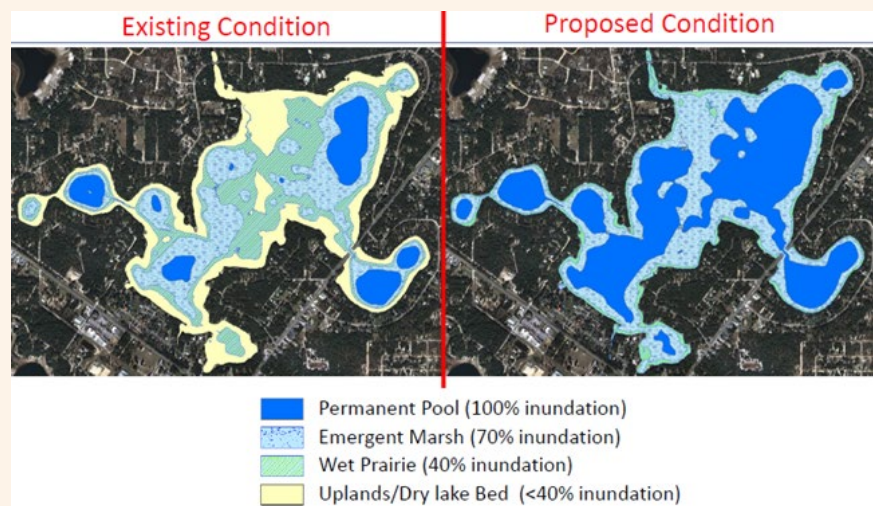 Existing Condition
Proposed Condition
Permanent Pool (100% inundation)
Emergent Marsh (70% inundation)
Wet Prairie (40% inundation)
Uplands/Dry lake Bed (<40% inundation)